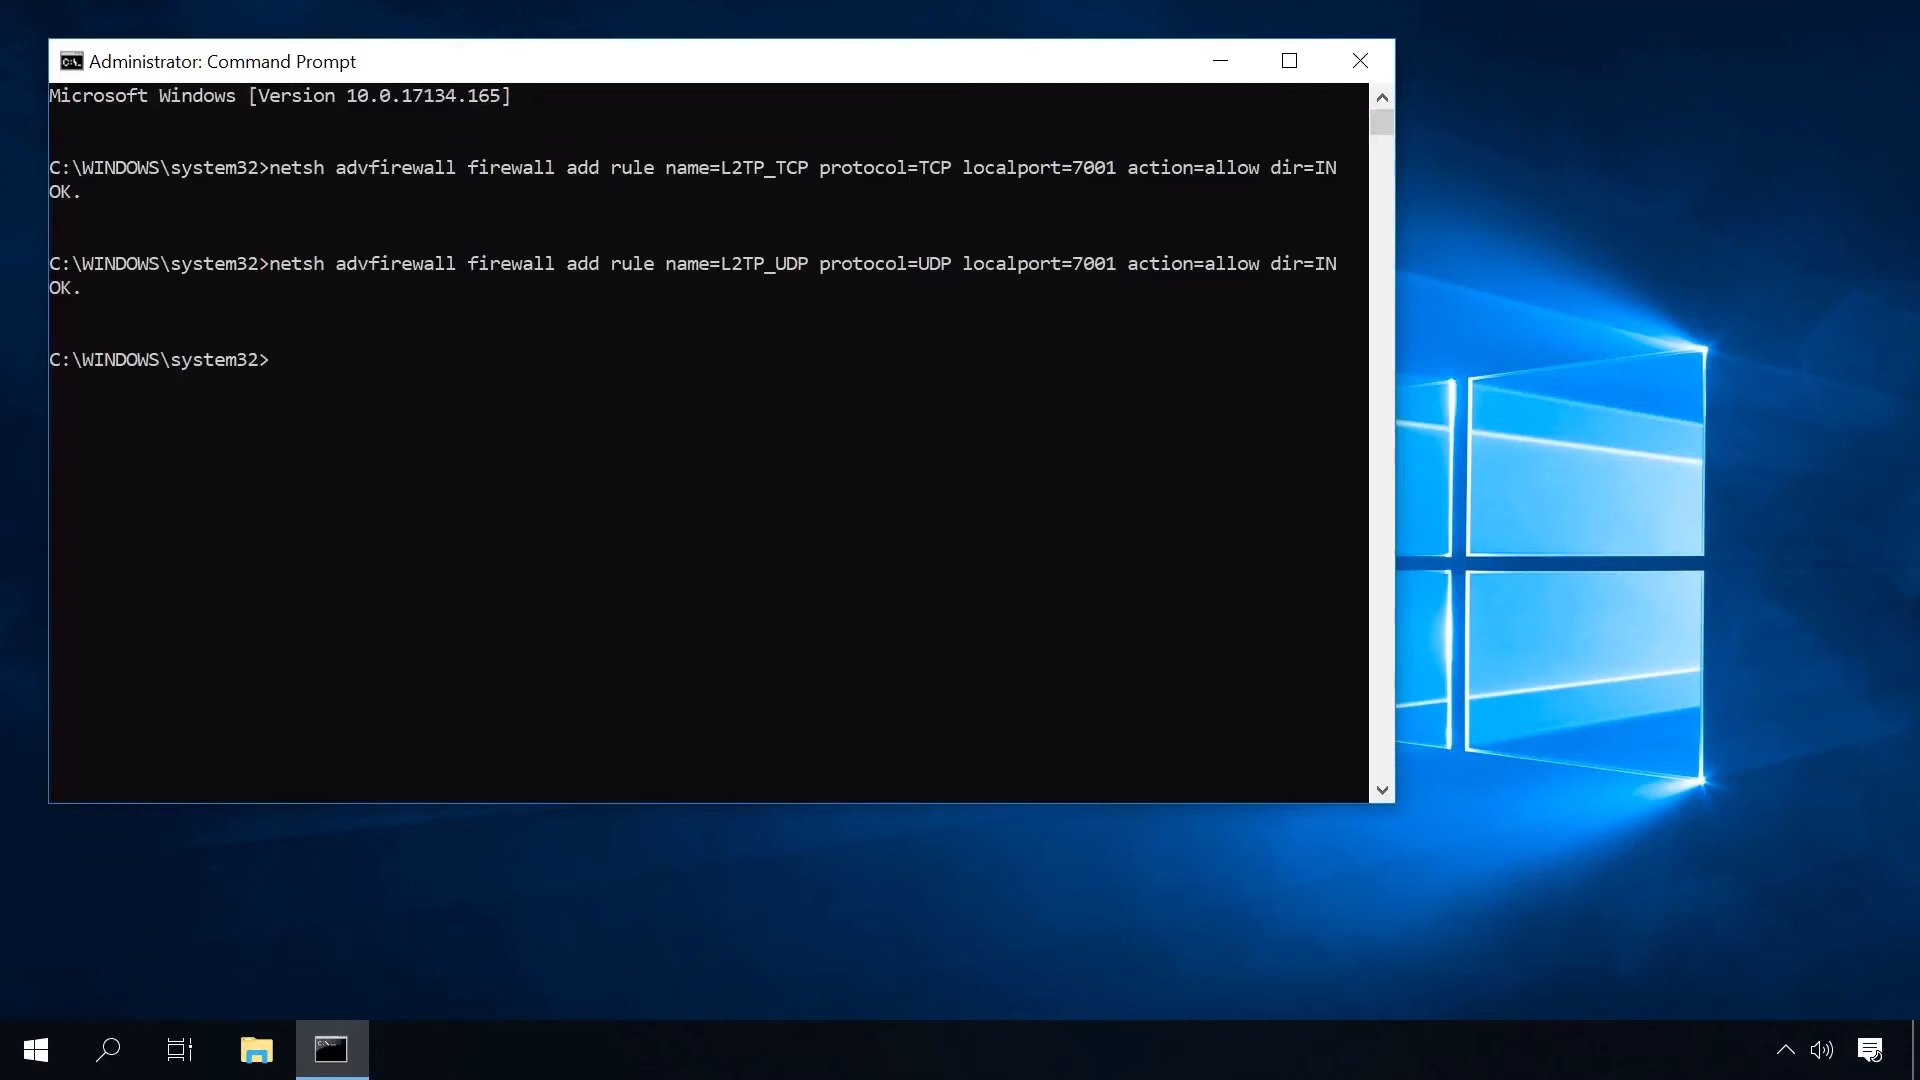 Administrator: Command Prompt
Microsoft Windows [Version 10.0.17134.165]
C:\WINDOWS\system32>netsh advfirewall firewall add rule name=L2TP_TCP protocol=TCP localport=7001 action=allow dir=IN
OK.
C:\WINDOWS\system32>netsh advfirewall firewall add rule name=L2TP_UDP protocol=UDP localport=7001 action=allow dir=IN
OK.
C:\WINDOWS\system32>